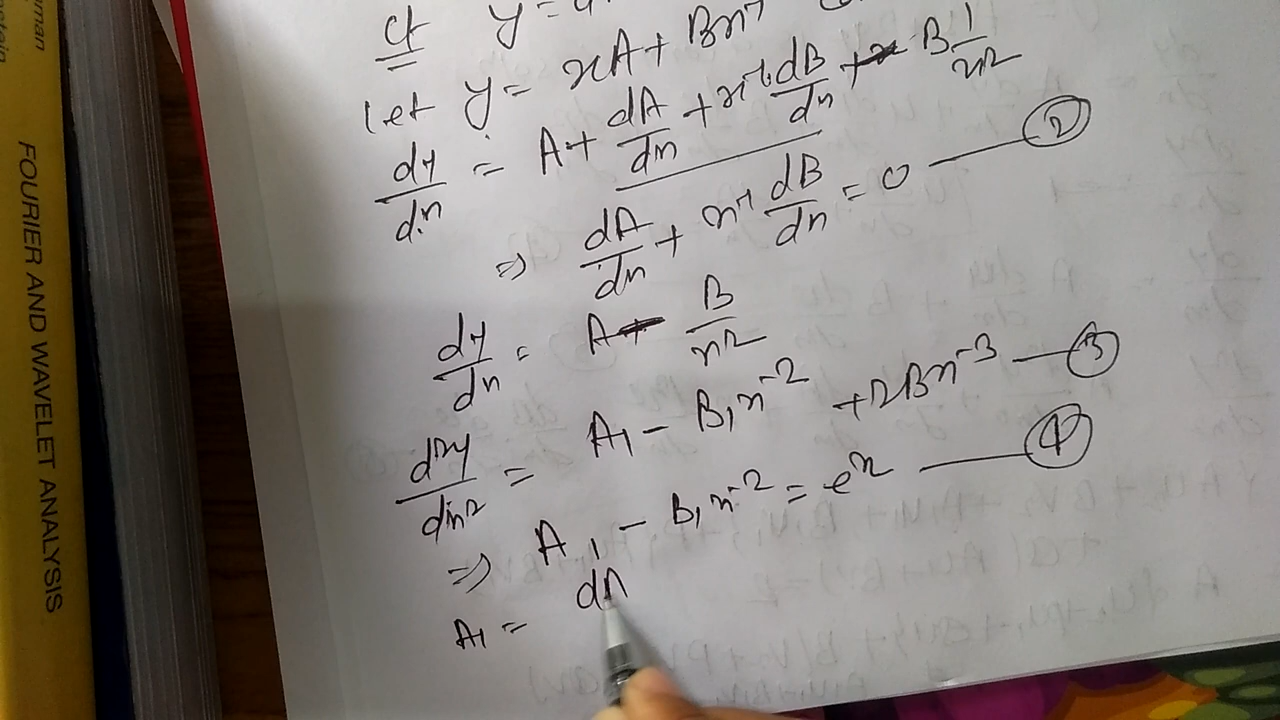 man
stein
FOURIER AND WAVELET ANALYSIS
cf y =
let y = xA + Bx⁻¹
dy/dx = A + dA/dx + x⁻¹ dB/dx + B 1/x²
②
⇒ dA/dx + x⁻¹ dB/dx = 0
dy/dx = A - B/x²
d²y/dx² = A₁ - B₁x⁻² + 2Bx⁻³ — ③
⇒ A₁ - B₁x⁻² = eˣ — ④
A₁ = dA